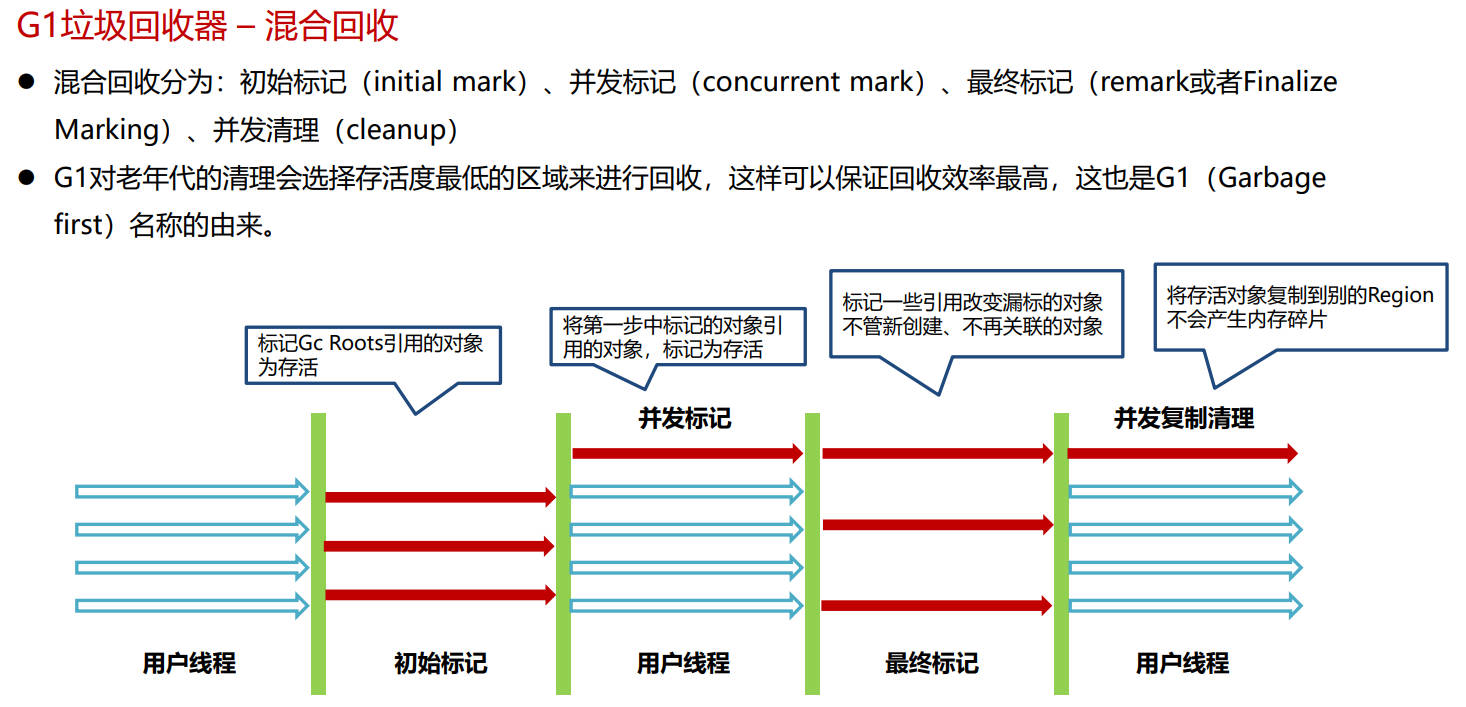 G1垃圾回收器 – 混合回收
● 混合回收分为：初始标记（initial mark）、并发标记（concurrent mark）、最终标记（remark或者Finalize
Marking）、并发清理（cleanup）
● G1对老年代的清理会选择存活度最低的区域来进行回收，这样可以保证回收效率最高，这也是G1（Garbage
first）名称的由来。
标记Gc Roots引用的对象
为存活
将第一步中标记的对象引
用的对象，标记为存活
标记一些引用改变漏标的对象
不管新创建、不再关联的对象
将存活对象复制到别的Region
不会产生内存碎片
并发标记
并发复制清理
用户线程
初始标记
用户线程
最终标记
用户线程